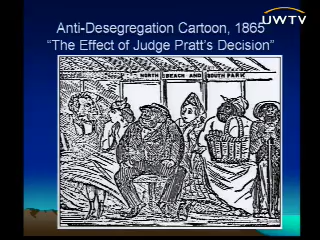 UWTV
Anti-Desegregation Cartoon, 1865
“The Effect of Judge Pratt’s Decision”
NORTH BEACH AND SOUTH PARK